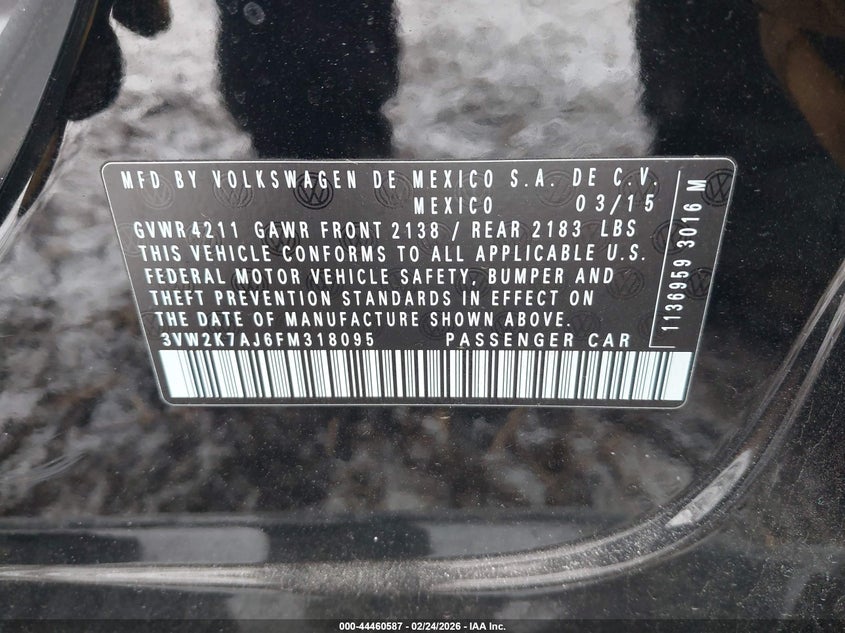 MFD BY VOLKSWAGEN DE MEXICO S.A. DE C.V.
MEXICO 03/15
GVWR 4211 GAWR FRONT 2138 / REAR 2183 LBS
THIS VEHICLE CONFORMS TO ALL APPLICABLE U.S.
FEDERAL MOTOR VEHICLE SAFETY, BUMPER AND
THEFT PREVENTION STANDARDS IN EFFECT ON
THE DATE OF MANUFACTURE SHOWN ABOVE.
3VW2K7AJ6FM318095 PASSENGER CAR
1136959 3016 M
000-44460587 - 02/24/2026 - IAA Inc.